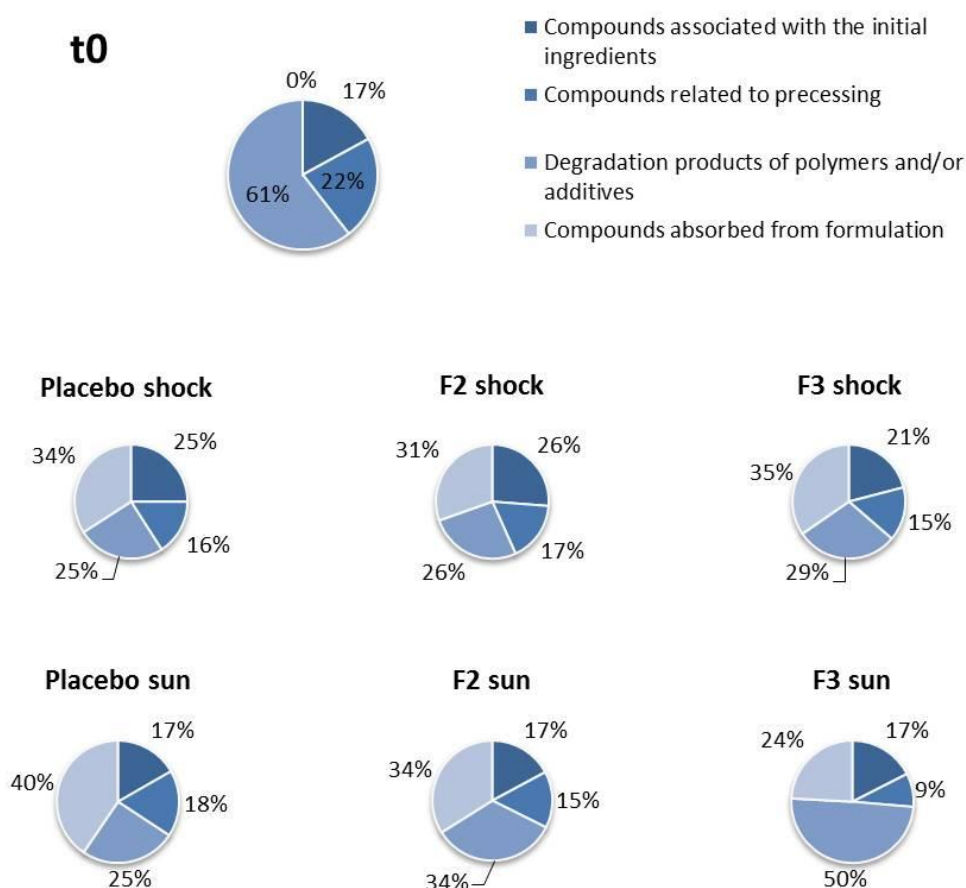 t0
Compounds associated with the initial
ingredients
Compounds related to precessing
Degradation products of polymers and/or
additives
Compounds absorbed from formulation
0%
17%
61%
22%
Placebo shock
F2 shock
F3 shock
34%
25%
25%
16%
31%
26%
26%
17%
35%
21%
29%
15%
Placebo sun
F2 sun
F3 sun
40%
17%
18%
25%
34%
17%
15%
34%
24%
17%
9%
50%